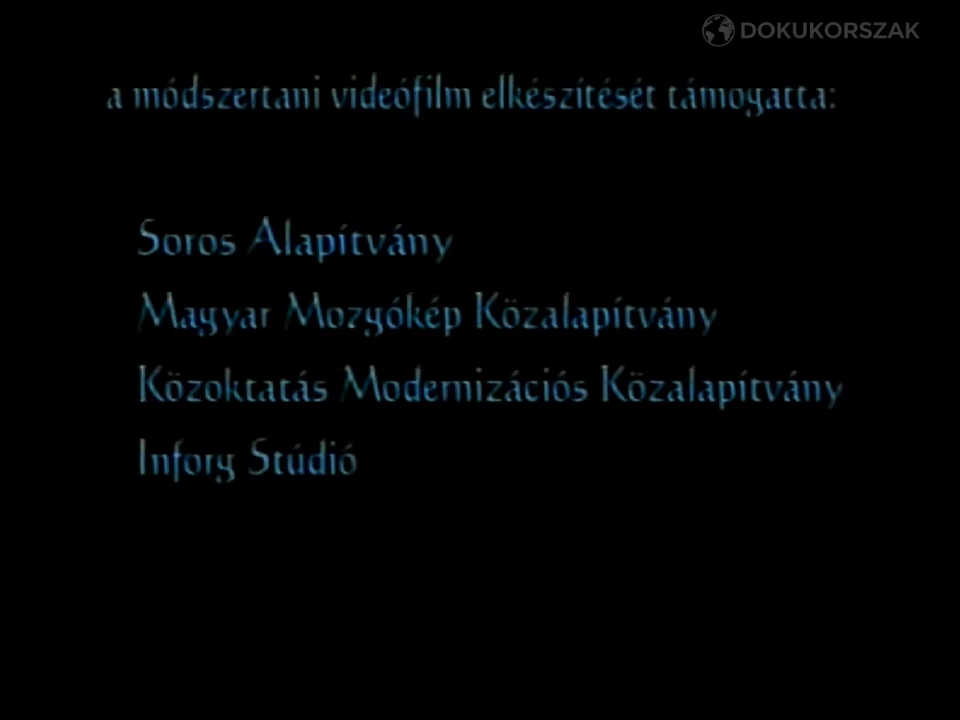 DOKUKORSZAK
a módszertani videófilm elkészítését támogatta:
Soros Alapítvány
Magyar Mozgókép Közalapítvány
Közoktatás Modernizációs Közalapítvány
Inforg Stúdió